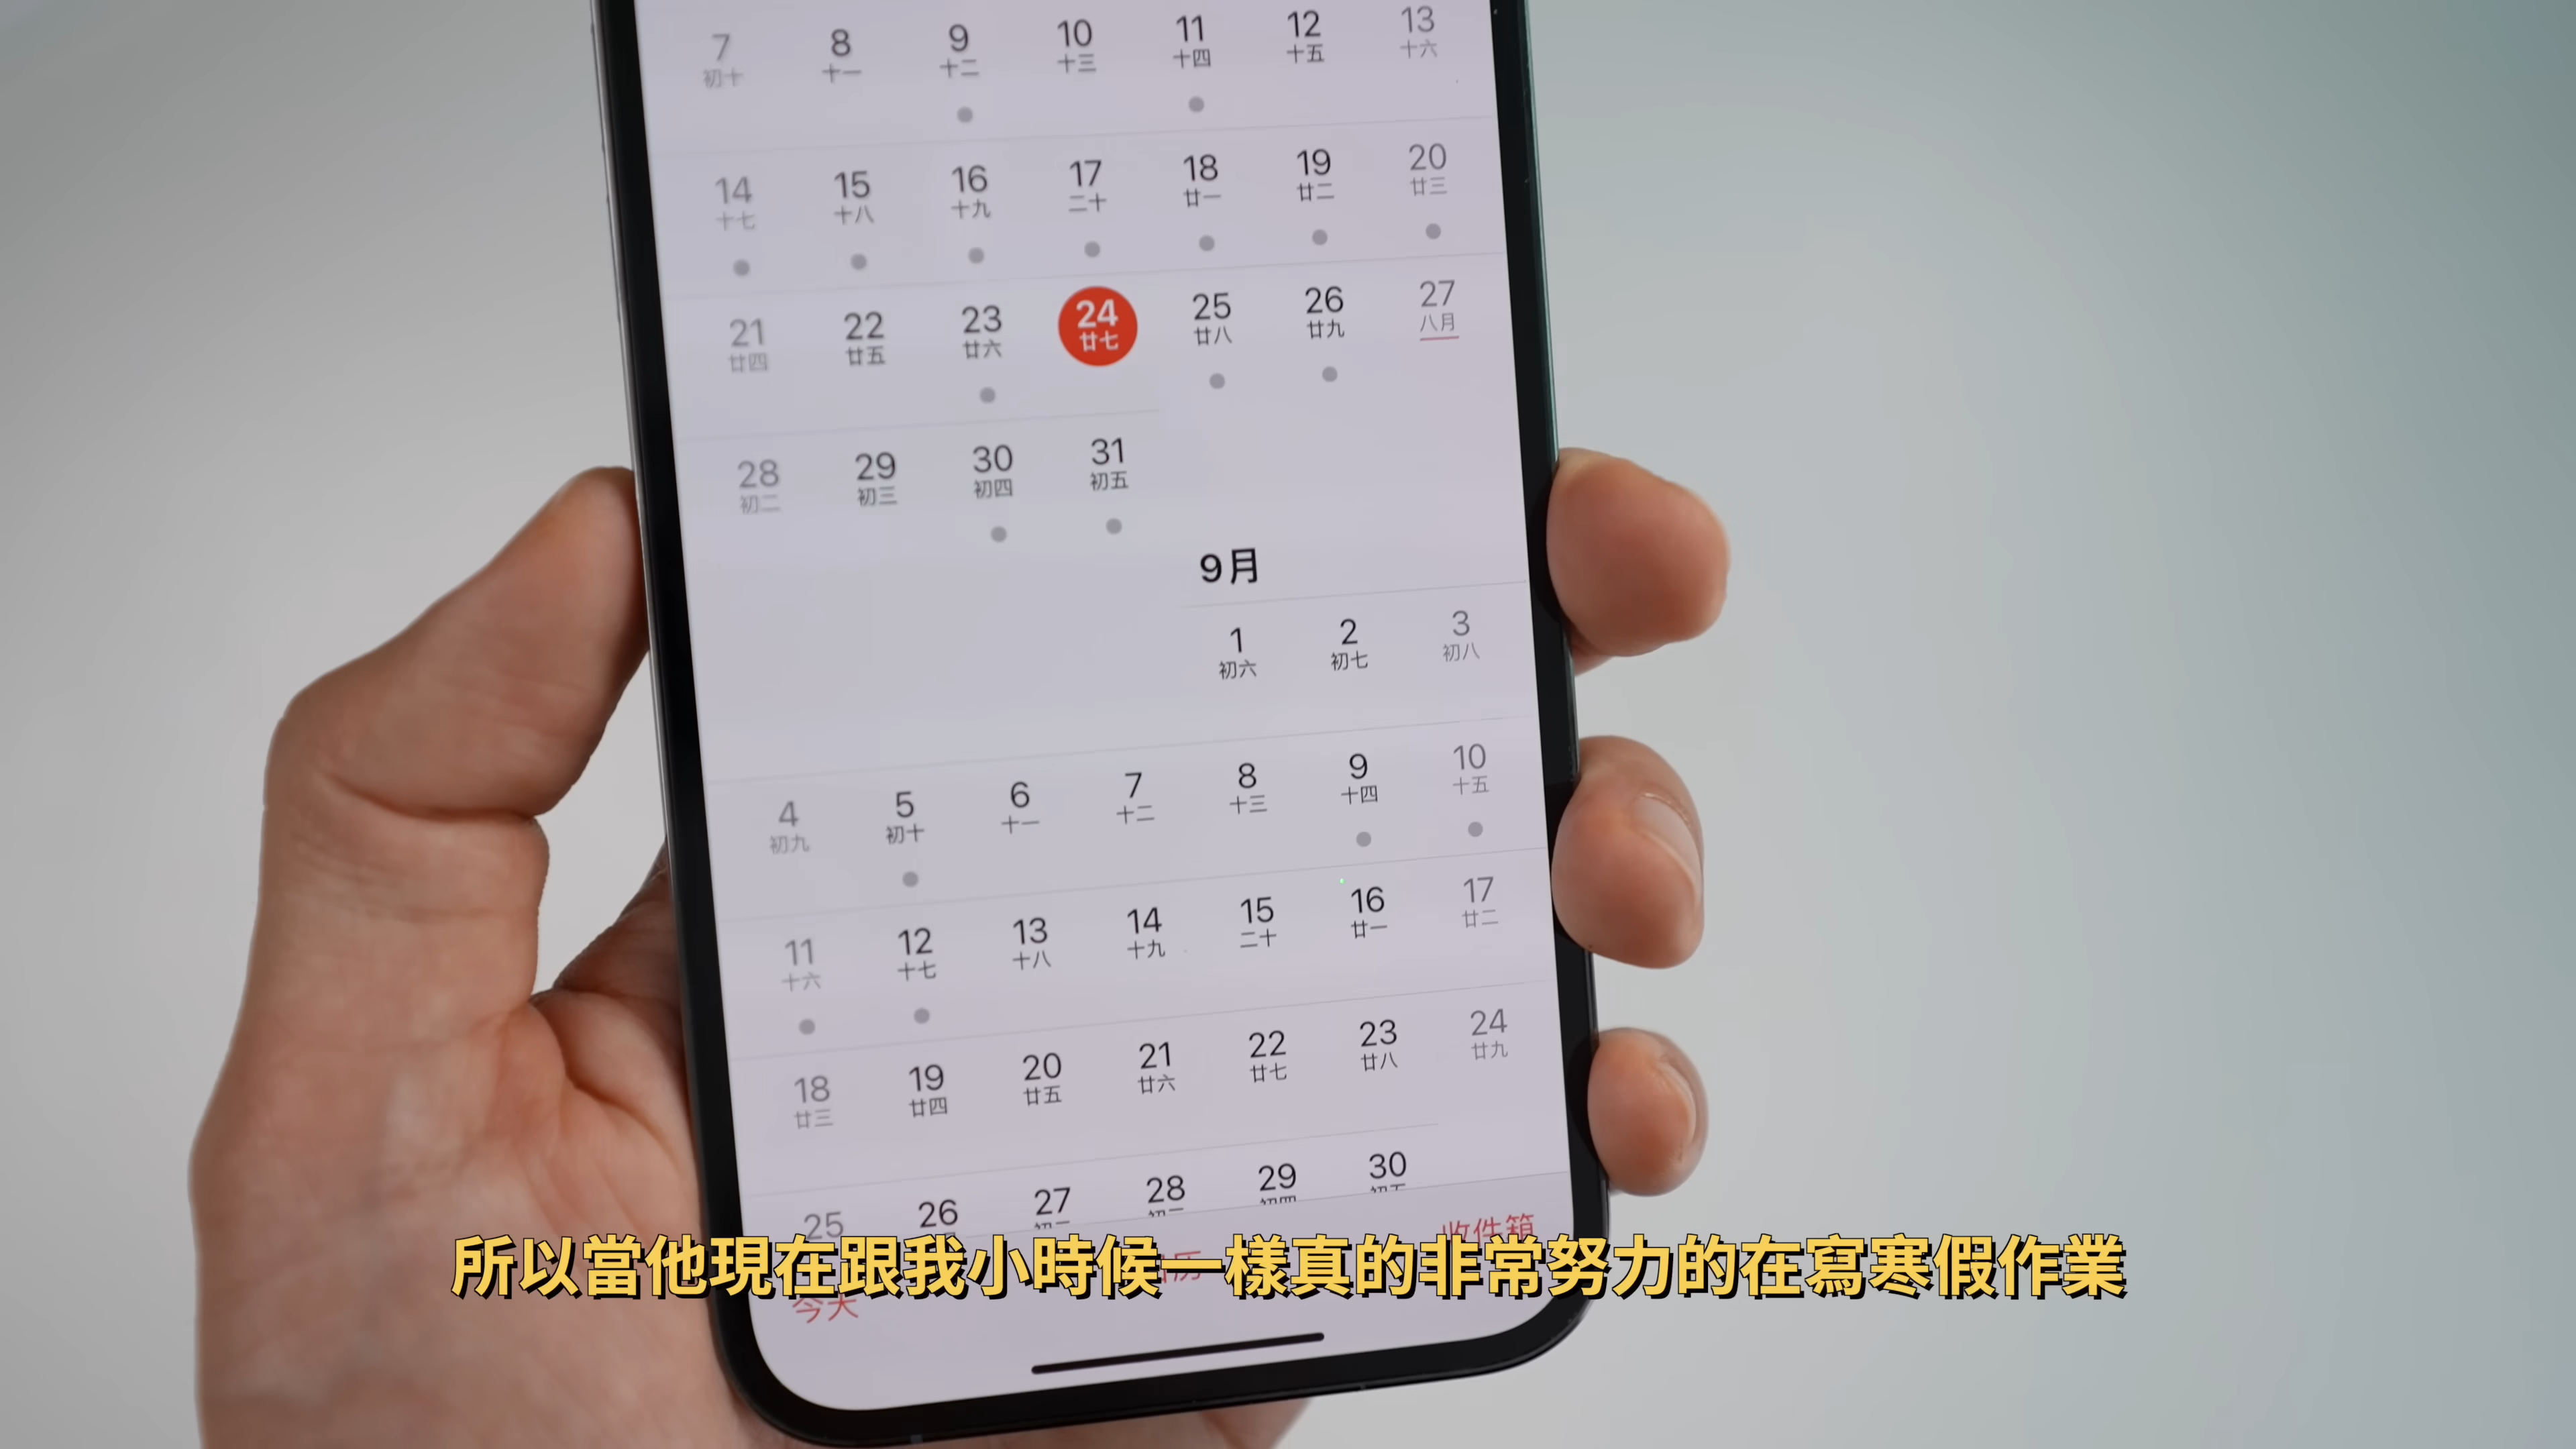 7 8 9 10 11 12 13
初十 十一 十二 十三 十四 十五 十六
14 15 16 17 18 19 20
十七 十八 十九 二十 廿一 廿二 廿三
21 22 23 24 25 26 27
廿四 廿五 廿六 廿七 廿八 廿九 八月
28 29 30 31
初二 初三 初四 初五
9月
1 2 3
初六 初七 初八
4 5 6 7 8 9 10
初九 初十 十一 十二 十三 十四 十五
11 12 13 14 15 16 17
十六 十七 十八 十九 二十 廿一 廿二
18 19 20 21 22 23 24
廿三 廿四 廿五 廿六 廿七 廿八 廿九
25 26 27 28 29 30
收件箱
所以當他現在跟我小時候一樣真的非常努力的在寫寒假作業
今天